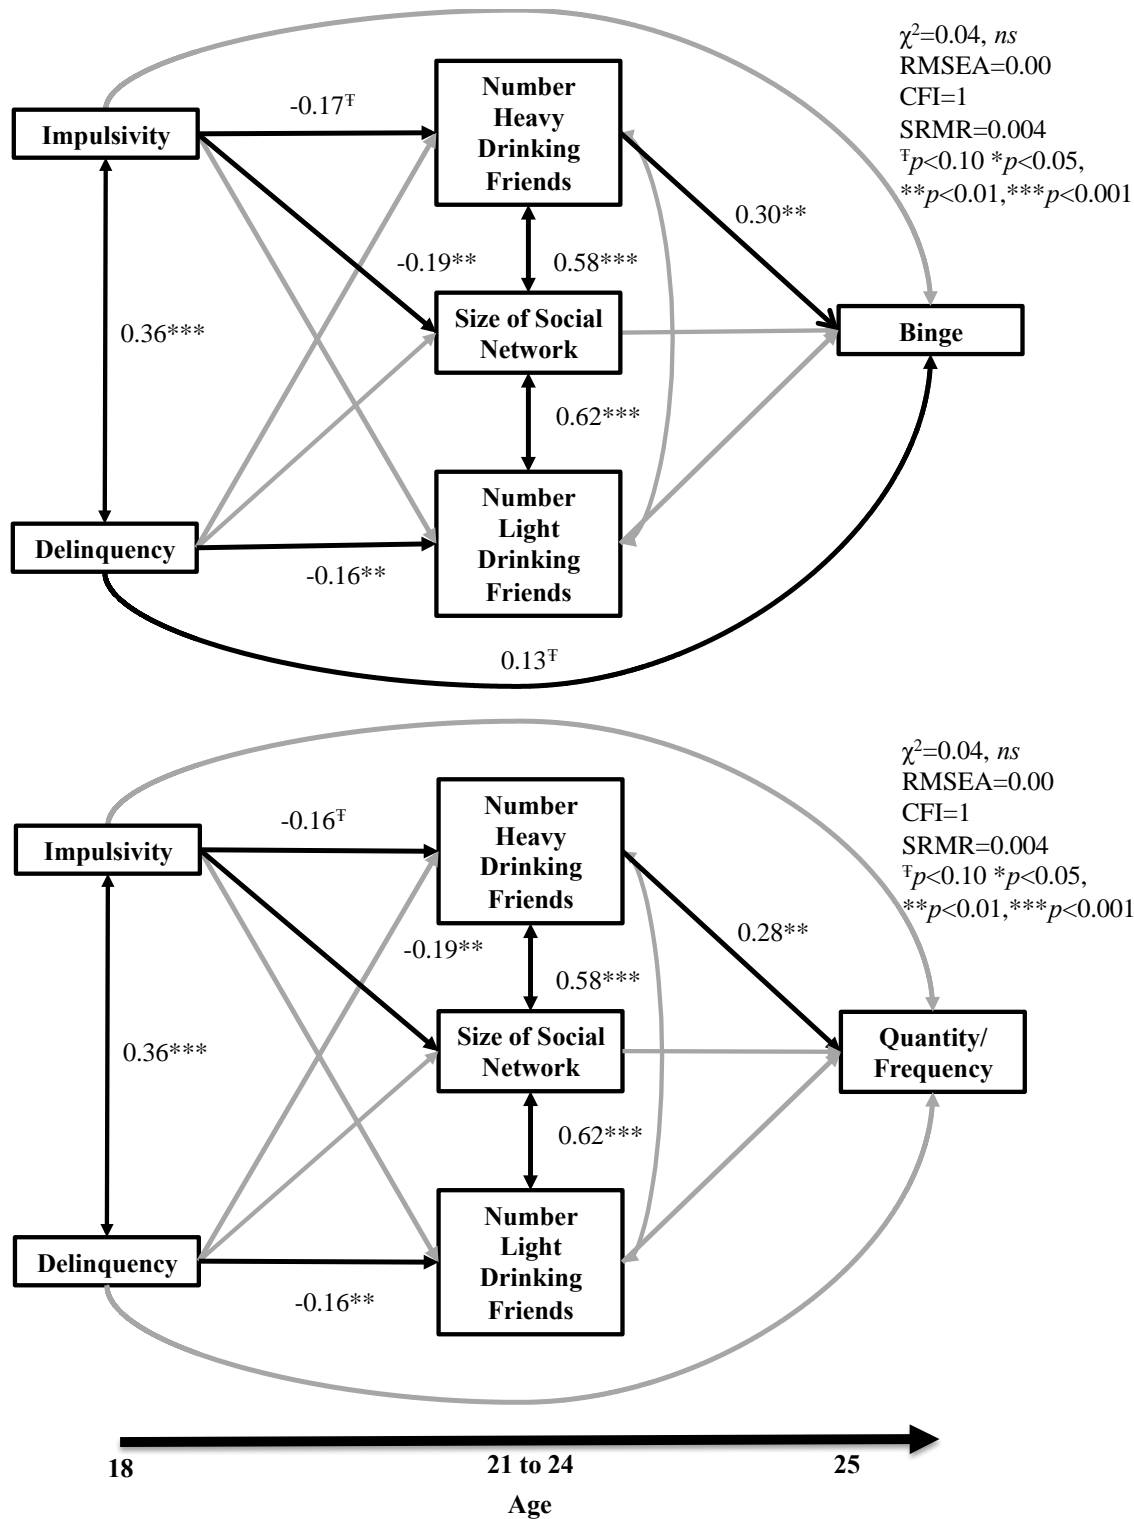 χ²=0.04, ns
RMSEA=0.00
CFI=1
SRMR=0.004
Ŧp<0.10 *p<0.05,
**p<0.01,***p<0.001
Impulsivity
-0.17Ŧ
Number
Heavy
Drinking
Friends
0.30**
-0.19**
0.58***
0.36***
Size of Social
Network
Binge
0.62***
Delinquency
-0.16**
Number
Light
Drinking
Friends
0.13Ŧ
χ²=0.04, ns
RMSEA=0.00
CFI=1
SRMR=0.004
Ŧp<0.10 *p<0.05,
**p<0.01,***p<0.001
Impulsivity
-0.16Ŧ
Number
Heavy
Drinking
Friends
0.28**
-0.19**
0.58***
0.36***
Size of Social
Network
Quantity/
Frequency
0.62***
Delinquency
-0.16**
Number
Light
Drinking
Friends
18
21 to 24
25
Age